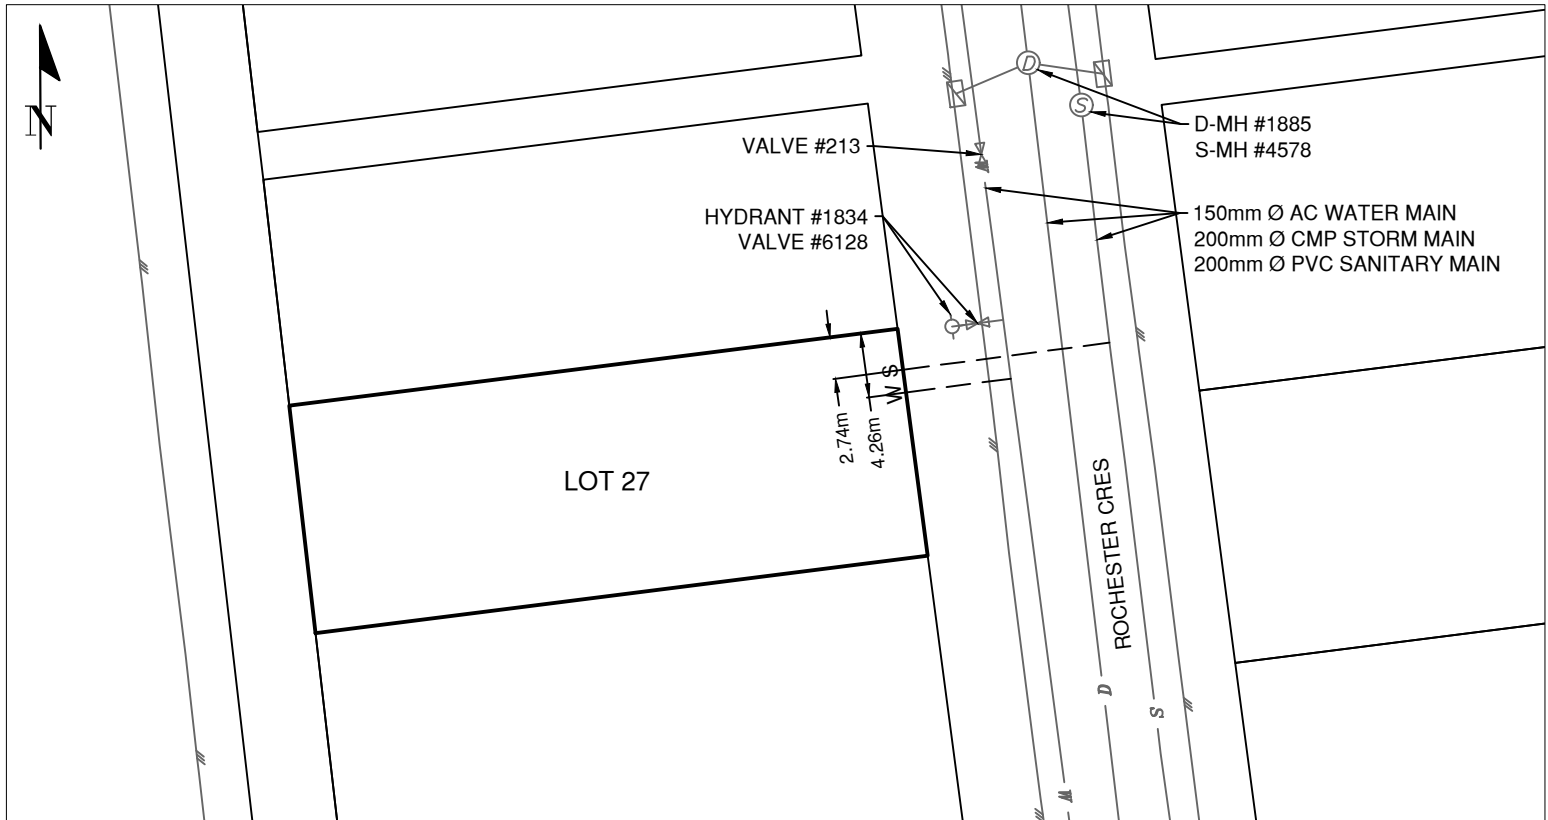 N
D
S
D-MH #1885
S-MH #4578
VALVE #213
W
150mm Ø AC WATER MAIN
200mm Ø CMP STORM MAIN
200mm Ø PVC SANITARY MAIN
HYDRANT #1834
VALVE #6128
W S
2.74m
4.26m
LOT 27
ROCHESTER CRES
D
S
W